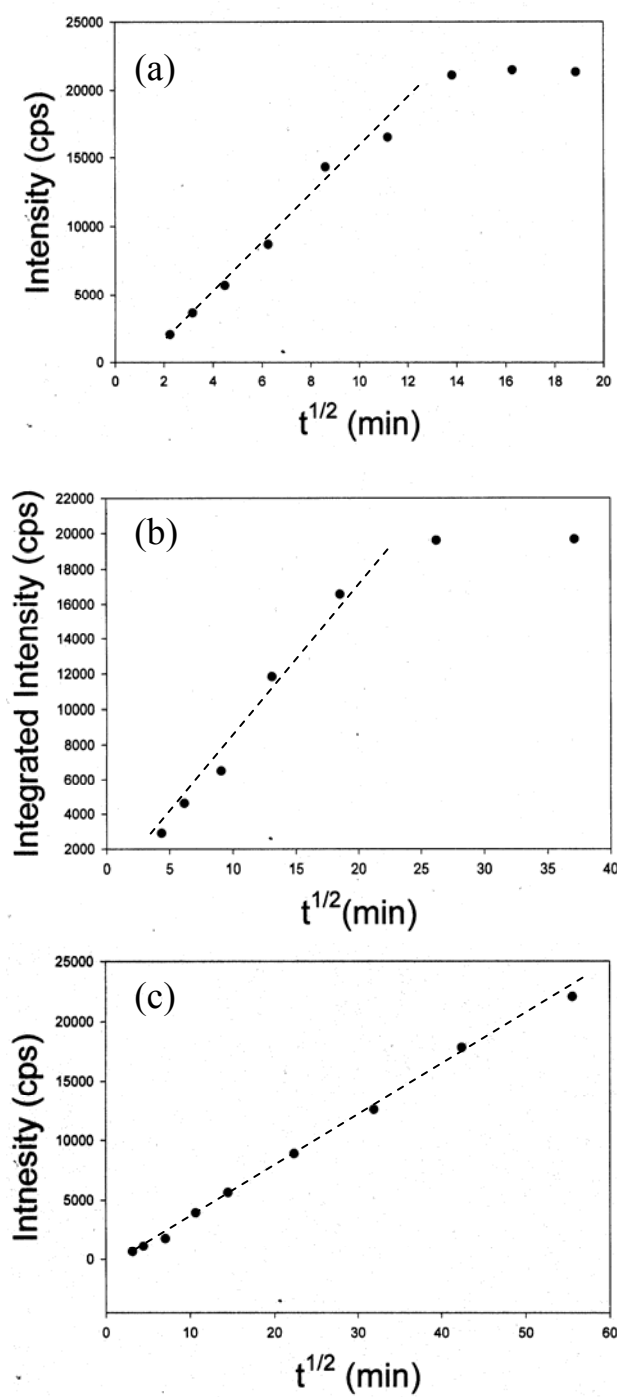 (a)
Intensity (cps)
25000
20000
15000
10000
5000
0
0 2 4 6 8 10 12 14 16 18 20
t1/2 (min)
(b)
Integrated Intensity (cps)
22000
20000
18000
16000
14000
12000
10000
8000
6000
4000
2000
0 5 10 15 20 25 30 35 40
t1/2(min)
(c)
Intnesity (cps)
25000
20000
15000
10000
5000
0
0 10 20 30 40 50 60
t1/2 (min)